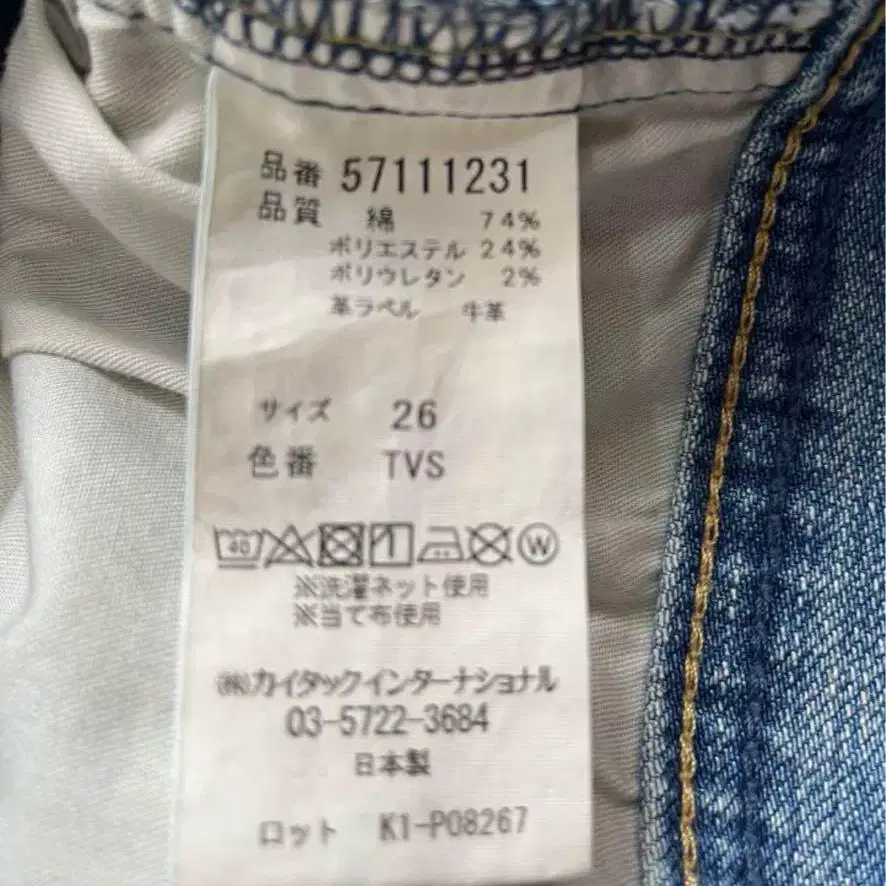 品番 57111231
品質 綿 74%
ポリエステル 24%
ポリウレタン 2%
革ラベル 牛革
サイズ 26
色番 TVS
40 W
※洗濯ネット使用
※当て布使用
㈱カイタックインターナショナル
03-5722-3684
日本製
ロット K1-P08267